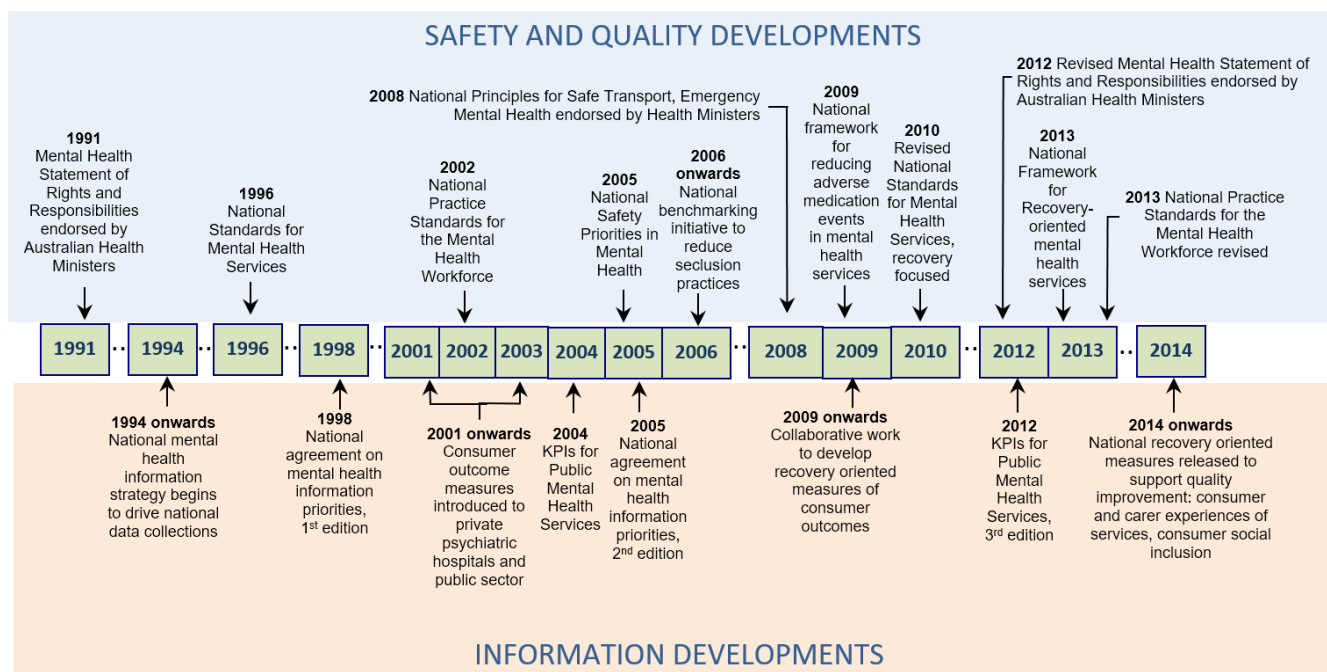 SAFETY AND QUALITY DEVELOPMENTS
1991
Mental Health
Statement of
Rights and
Responsibilities
endorsed by
Australian Health
Ministers
1996
National
Standards for
Mental Health
Services
2002
National
Practice
Standards for
the Mental
Health
Workforce
2005
National
Safety
Priorities in
Mental
Health
2006
onwards
National
benchmarking
initiative to
reduce
seclusion
practices
2008 National Principles for Safe Transport, Emergency
Mental Health endorsed by Health Ministers
2009
National
framework
for
reducing
adverse
medication
events
in mental
health
services
2010
Revised
National
Standards
for Mental
Health
Services,
recovery
focused
2012 Revised Mental Health Statement of
Rights and Responsibilities endorsed by
Australian Health Ministers
2013
National
Framework
for
Recovery-
oriented
mental
health
services
2013 National Practice
Standards for the
Mental Health
Workforce revised
1991 .. 1994 .. 1996 .. 1998 .. 2001 2002 2003 2004 2005 2006 .. 2008 2009 2010 .. 2012 2013 .. 2014
1994 onwards
National mental
health
information
strategy begins
to drive national
data collections
1998
National
agreement on
mental health
information
priorities,
1st edition
2001 onwards
Consumer
outcome
measures
introduced to
private
psychiatric
hospitals and
public sector
2004
KPIs for
Public
Mental
Health
Services
2005
National
agreement
on mental
health
information
priorities,
2nd edition
2009 onwards
Collaborative work
to develop
recovery oriented
measures of
consumer
outcomes
2012
KPIs for
Public
Mental
Health
Services,
3rd edition
2014 onwards
National recovery oriented
measures released to
support quality
improvement: consumer
and carer experiences of
services, consumer social
inclusion
INFORMATION DEVELOPMENTS